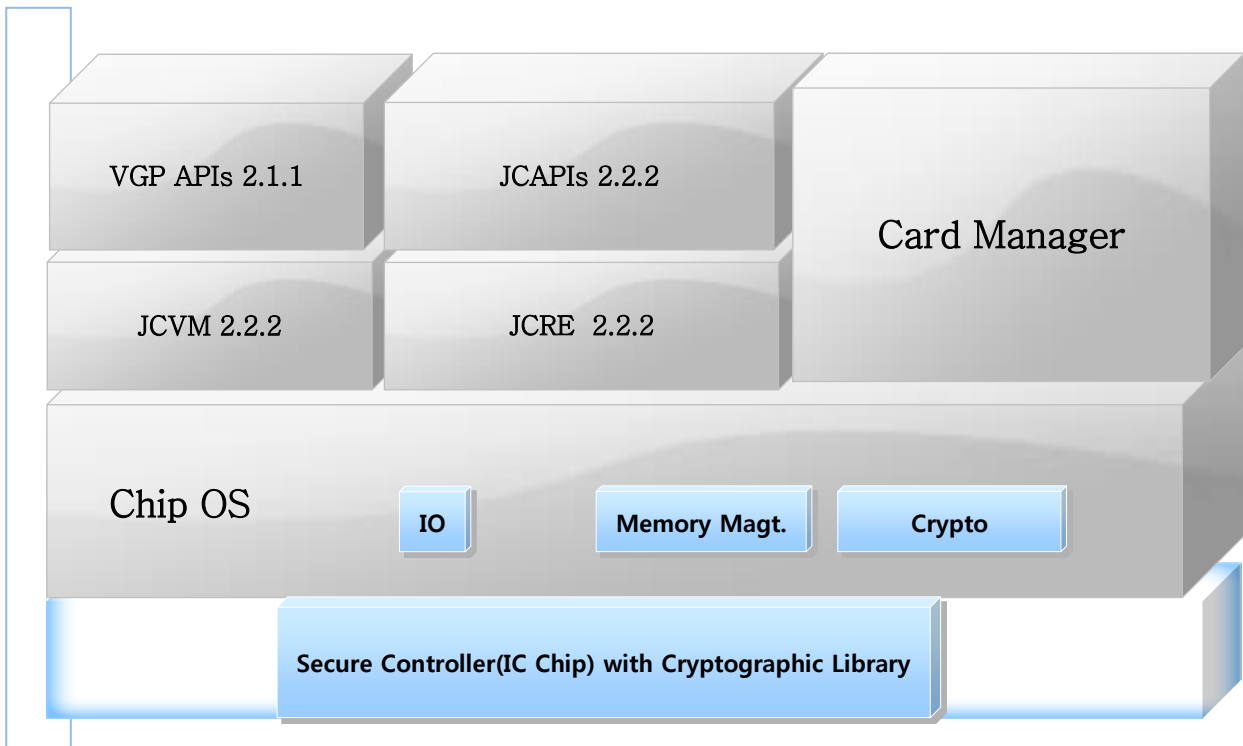 VGP APIs 2.1.1
JCAPIs 2.2.2
Card Manager
JCVM 2.2.2
JCRE 2.2.2
Chip OS
IO
Memory Magt.
Crypto
Secure Controller(IC Chip) with Cryptographic Library